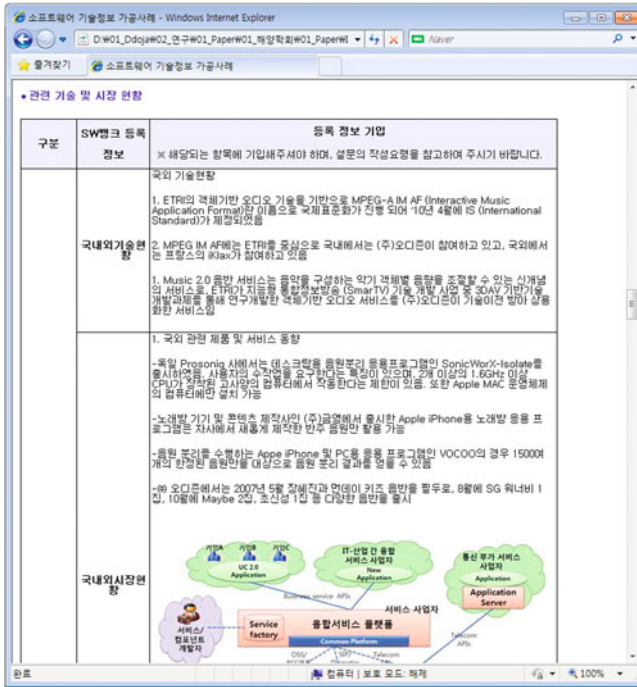 소프트웨어 기술정보 가공사례 - Windows Internet Explorer
D:₩01_Ddoja₩02_연구₩01_Paper₩01_해양학회₩01_Paper₩I
Naver
즐겨찾기
소프트웨어 기술정보 가공사례
• 관련 기술 및 시장 현황
구분
SW뱅크 등록
정보
등록 정보 기입
※ 해당되는 항목에 기입해주셔야 하며, 설문의 작성요령을 참고하여 주시기 바랍니다.
국내외기술현
황
국외 기술현황
1. ETRI의 객체기반 오디오 기술을 기반으로 MPEG-A IM AF (Interactive Music
Application Format)란 이름으로 국제표준화가 진행 되어 '10년 4월에 IS (International
Standard)가 제정되었음
2. MPEG IM AF에는 ETRI를 중심으로 국내에서는 (주)오디즌이 참여하고 있고, 국외에서
는 프랑스의 iKlax가 참여하고 있음
1. Music 2.0 음반 서비스는 음악을 구성하는 악기 객체별 음량을 조절할 수 있는 신개념
의 서비스로, ETRI가 지능형 통합정보방송 (SmarTV) 기술 개발 사업 중 3DAV 기반기술
개발과제를 통해 연구개발한 객체기반 오디오 서비스를 (주)오디즌이 기술이전 받아 상용
화한 서비스임
국내외시장현
황
1. 국외 관련 제품 및 서비스 동향
-독일 Prosoniq 사에서는 데스크탑용 음원분리 응용프로그램인 SonicWorX-Isolate를
출시하였음. 사용자의 수작업을 요구한다는 특징이 있으며, 2개 이상의 1.6GHz 이상
CPU가 장착된 고사양의 컴퓨터에서 작동한다는 제한이 있음. 또한 Apple MAC 운영체제
의 컴퓨터에만 설치 가능
-노래방 기기 및 콘텐츠 제작사인 (주)금영에서 출시한 Apple iPhone용 노래방 응용 프
로그램은 자사에서 새롭게 제작한 반주 음원만 활용 가능
-음원 분리를 수행하는 Appe iPhone 및 PC용 응용 프로그램인 VOCOO의 경우 15000여
개의 한정된 음원만을 대상으로 음원 분리 결과를 얻을 수 있음
-㈜ 오디즌에서는 2007년 5월 장혜진과 먼데이 키즈 음반을 필두로, 8월에 SG 워너비 1
집, 10월에 Maybe 2집, 초신성 1집 등 다양한 음반을 출시
기업A 기업B 기업C
UC 2.0
Application
IT-산업 간 융합
서비스 사업자
New
Application
통신 부가 서비스
사업자
Application
Application
Server
Business service APIs
서비스 사업자
서비스/
컴포넌트
개발자
Service
factory
융합서비스 플랫폼
Common Platform
Telecom
APIs
OSS/
SIP/
Telecom
완료
컴퓨터 | 보호 모드: 해제
100%